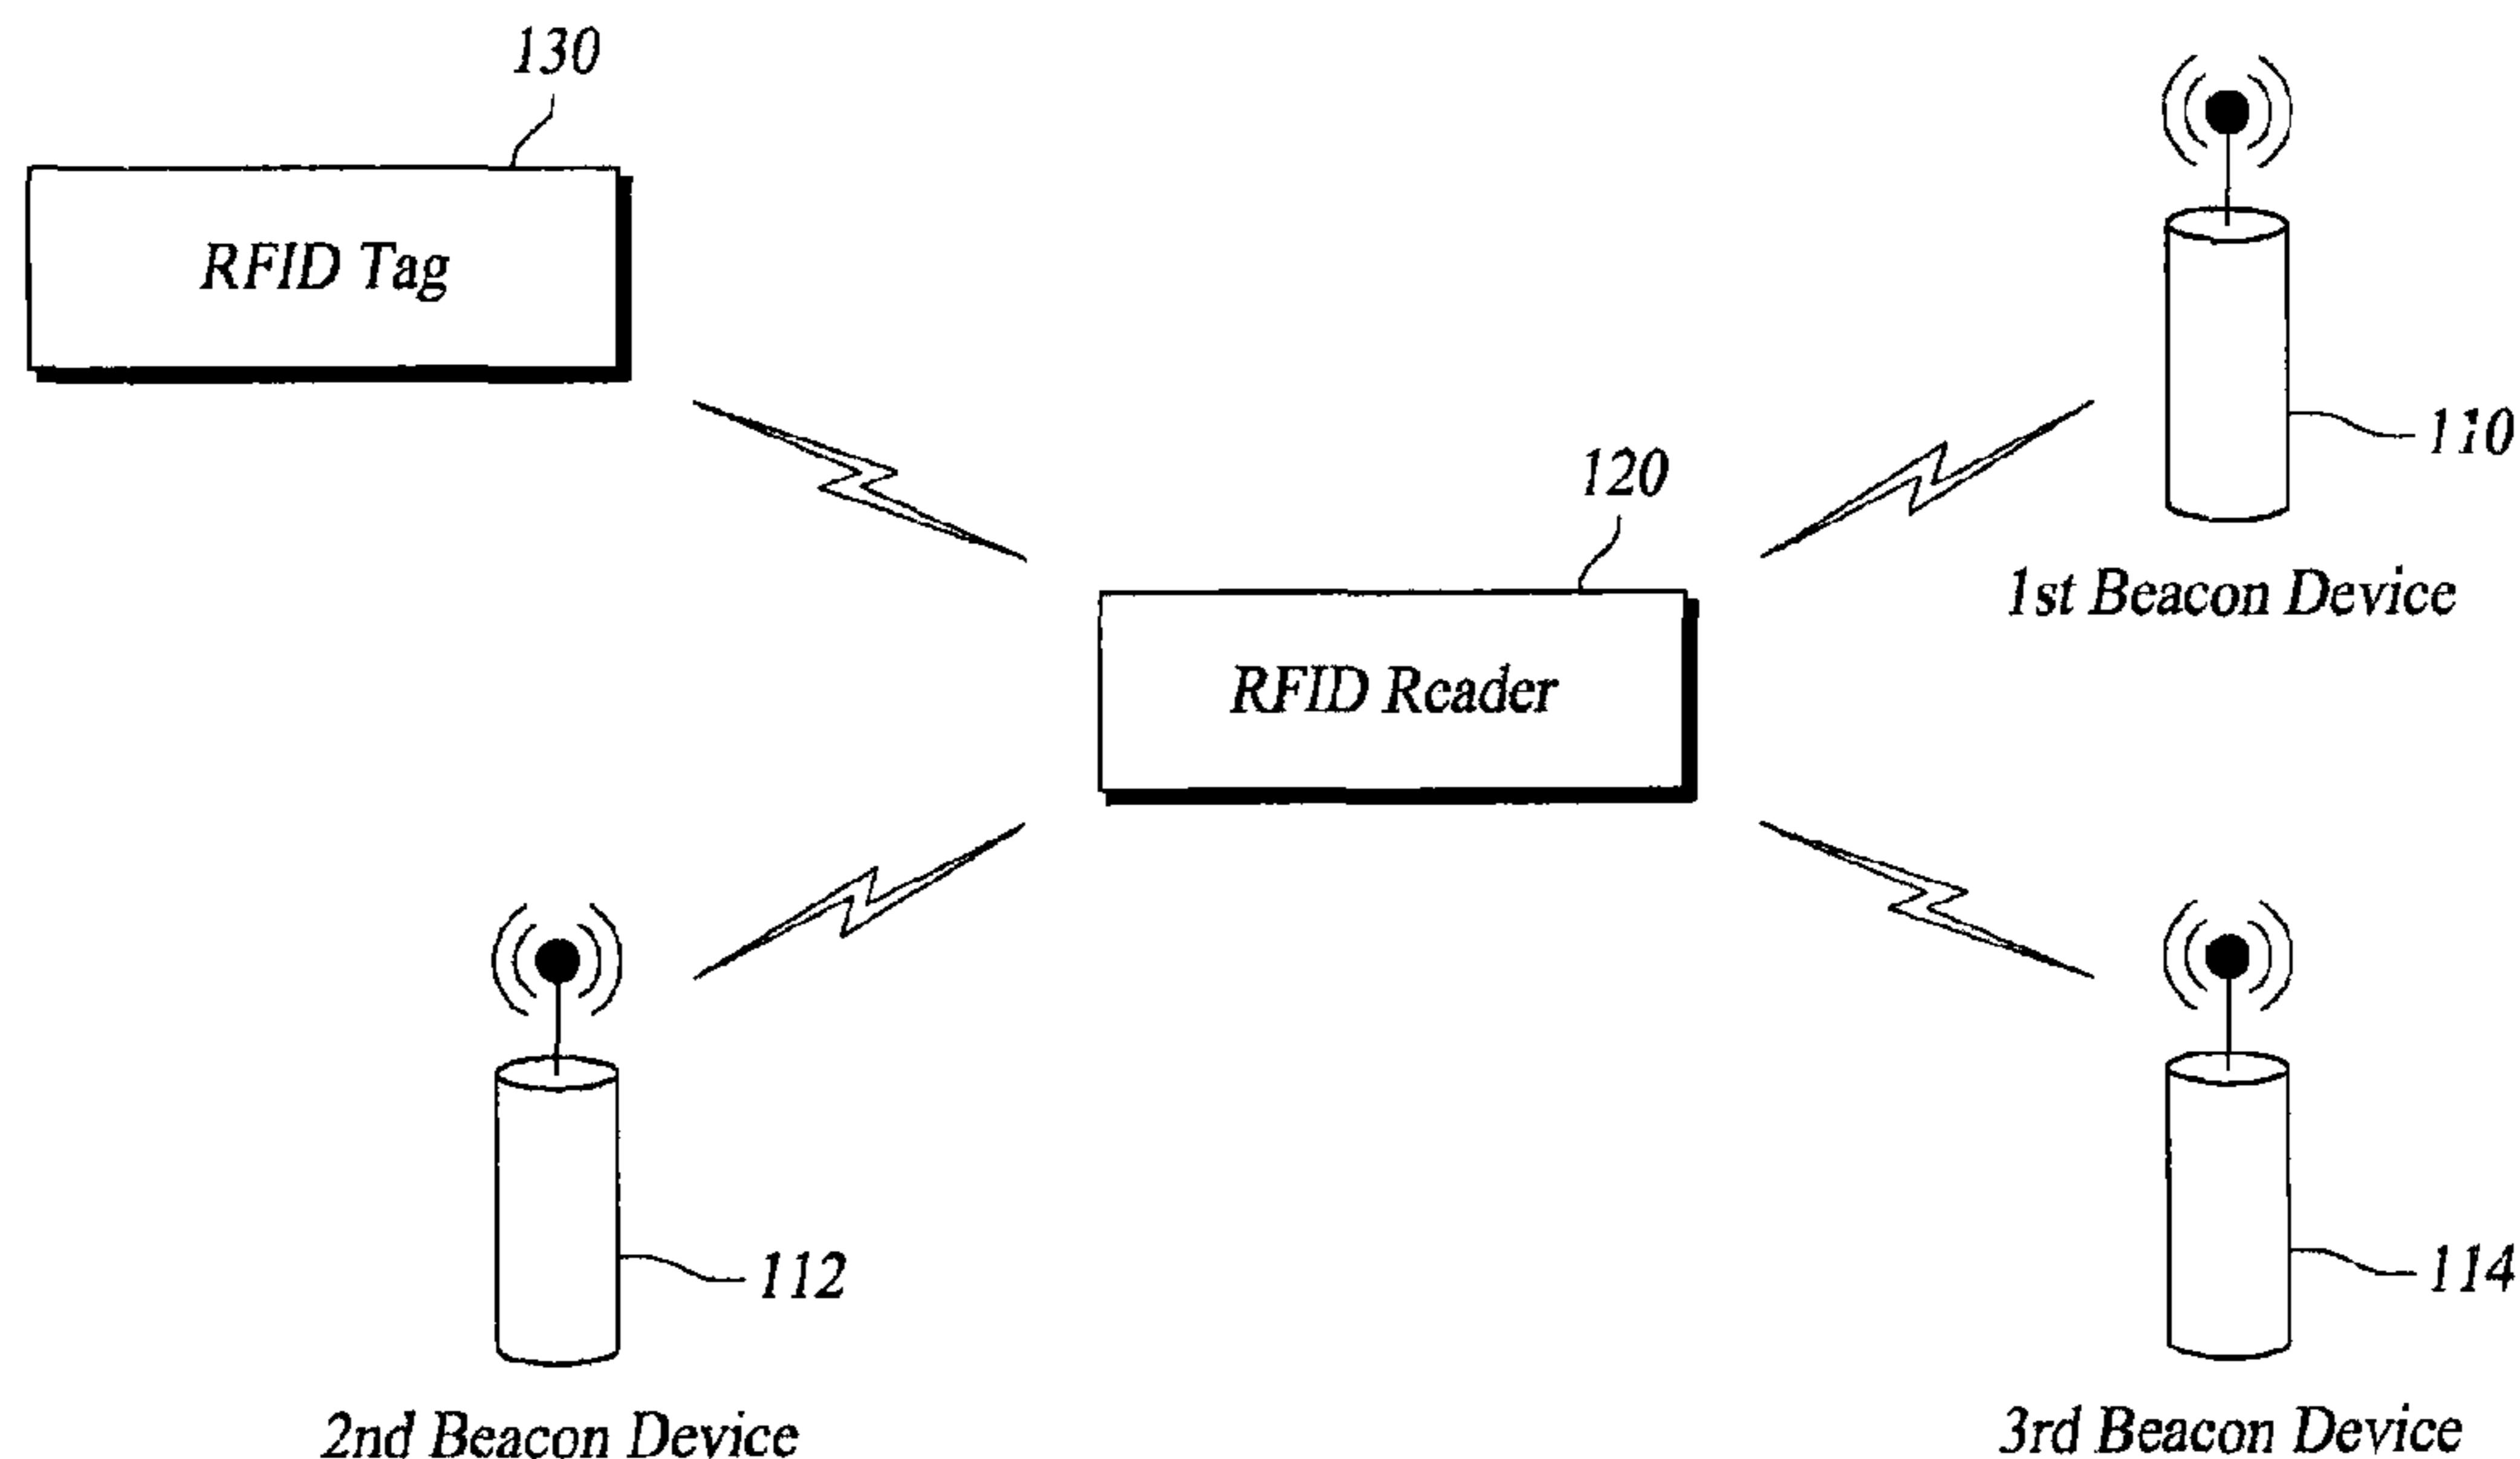 130
RFID Tag
110
120
1st Beacon Device
RFID Reader
112
114
2nd Beacon Device
3rd Beacon Device